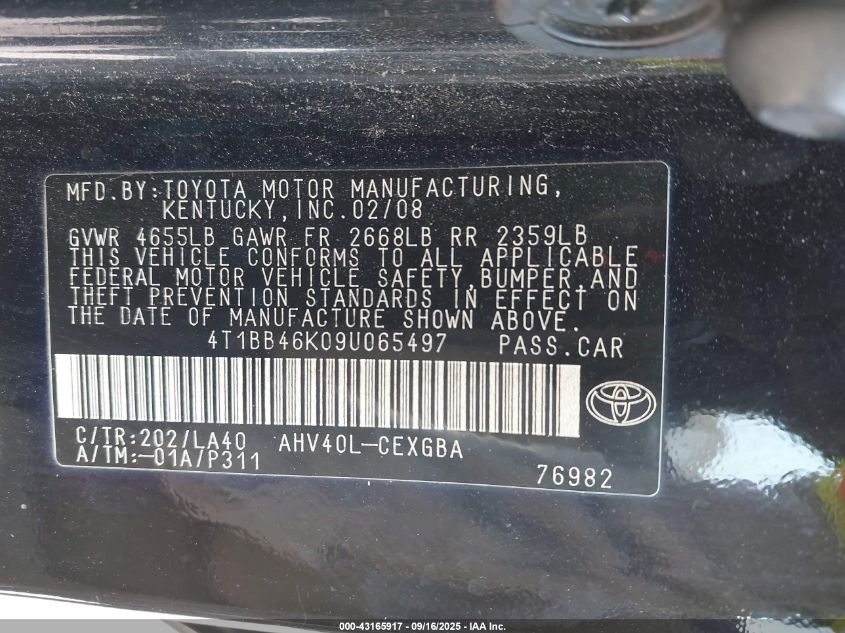 MFD.BY:TOYOTA MOTOR MANUFACTURING,
KENTUCKY,INC.02/08
GVWR 4655LB GAWR FR 2668LB RR 2359LB
THIS VEHICLE CONFORMS TO ALL APPLICABLE
FEDERAL MOTOR VEHICLE SAFETY,BUMPER,AND
THEFT PREVENTION STANDARDS IN EFFECT ON
THE DATE OF MANUFACTURE SHOWN ABOVE.
4T1BB46K09U065497 PASS.CAR
C/TR:202/LA40 AHV40L-CEXGBA
A/TM:-01A/P311
76982
000-43165917 - 09/16/2025 - IAA Inc.